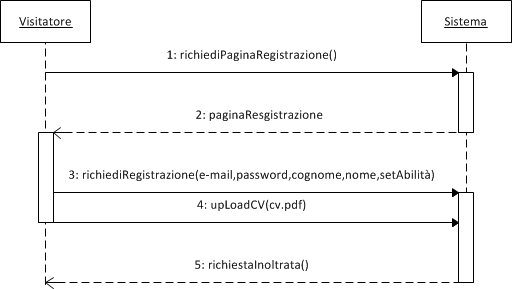 Visitatore
Sistema
1: richiediPaginaRegistrazione()
2: paginaResgistrazione
3: richiediRegistrazione(e-mail,password,cognome,nome,setAbilità)
4: upLoadCV(cv.pdf)
5: richiestaInoltrata()